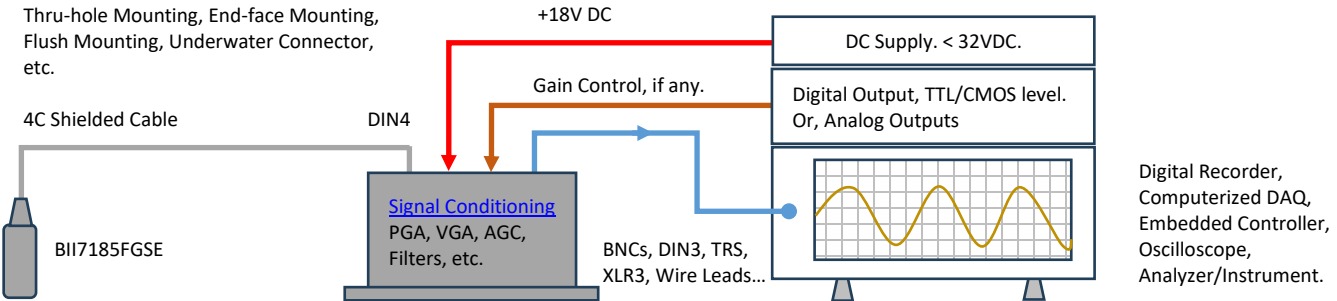 Thru-hole Mounting, End-face Mounting,
Flush Mounting, Underwater Connector,
etc.
+18V DC
DC Supply. < 32VDC.
Gain Control, if any.
Digital Output, TTL/CMOS level.
Or, Analog Outputs
4C Shielded Cable
DIN4
Signal Conditioning
PGA, VGA, AGC,
Filters, etc.
BII7185FGSE
BNCs, DIN3, TRS,
XLR3, Wire Leads…
Digital Recorder,
Computerized DAQ,
Embedded Controller,
Oscilloscope,
Analyzer/Instrument.